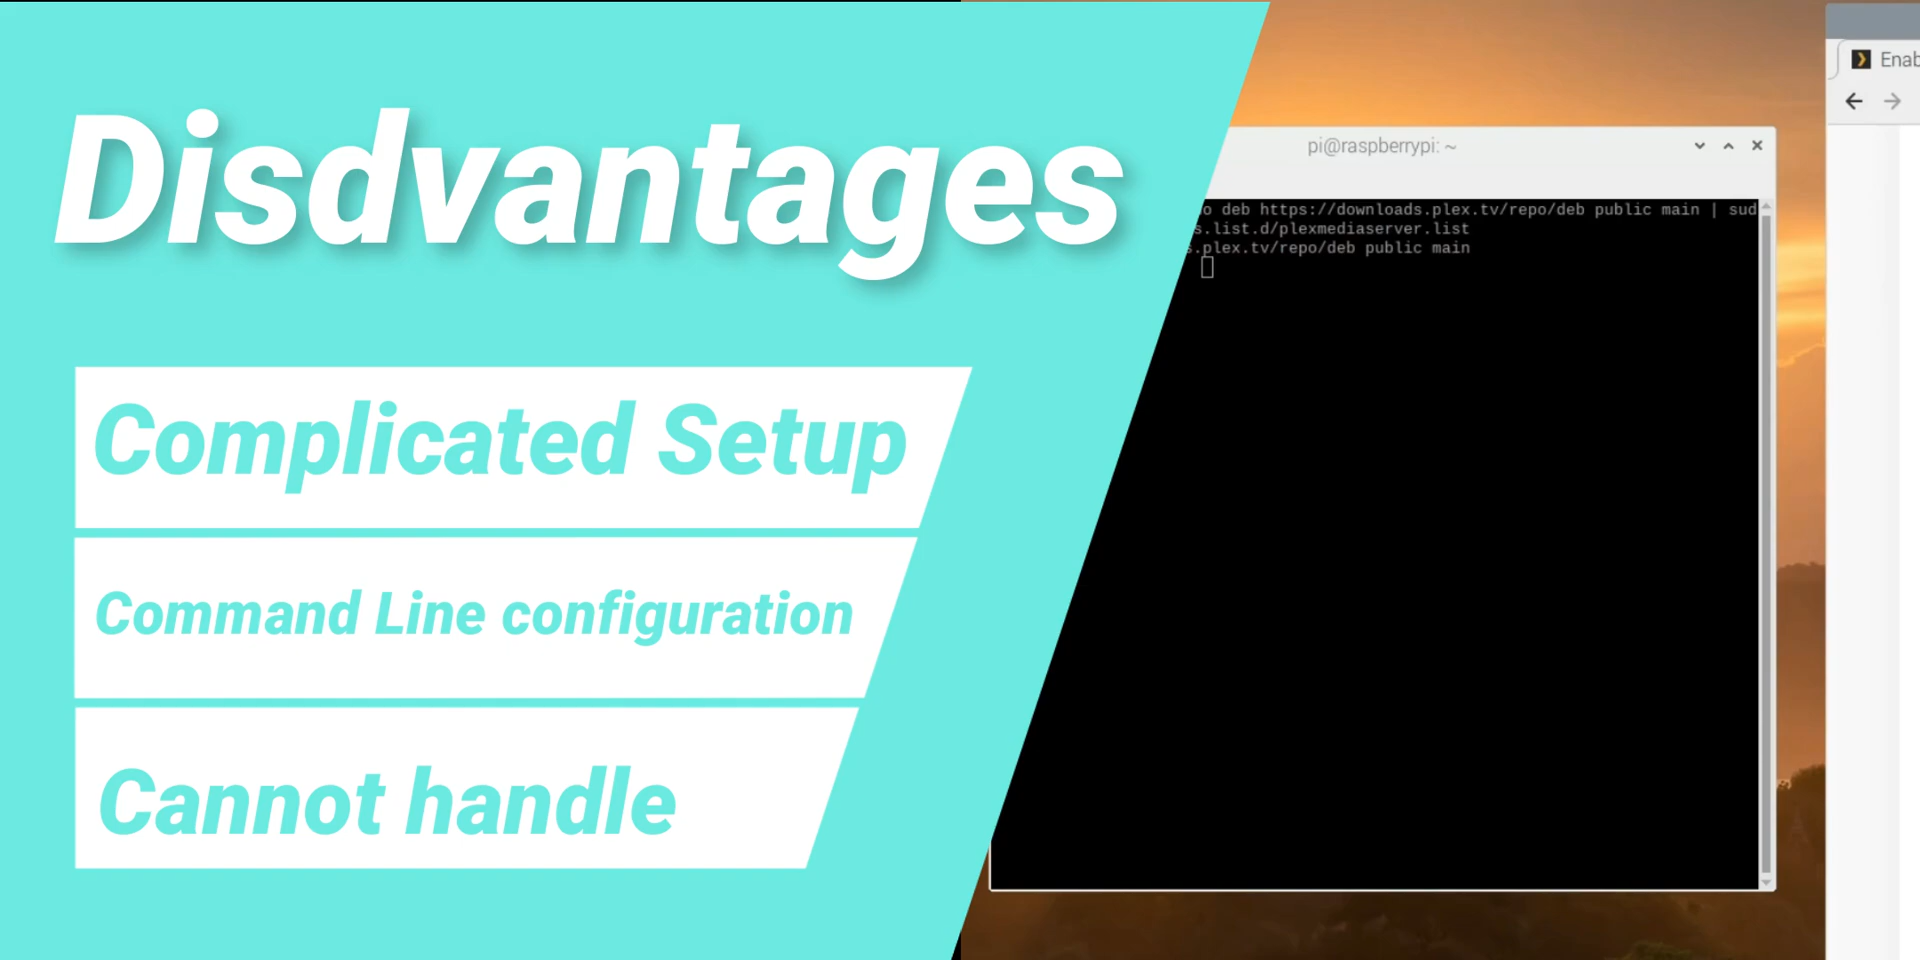 Disdvantages
Complicated Setup
Command Line configuration
Cannot handle
pi@raspberrypi: ~
deb https://downloads.plex.tv/repo/deb public main | sud
s.list.d/plexmediaserver.list
.plex.tv/repo/deb public main
Enab